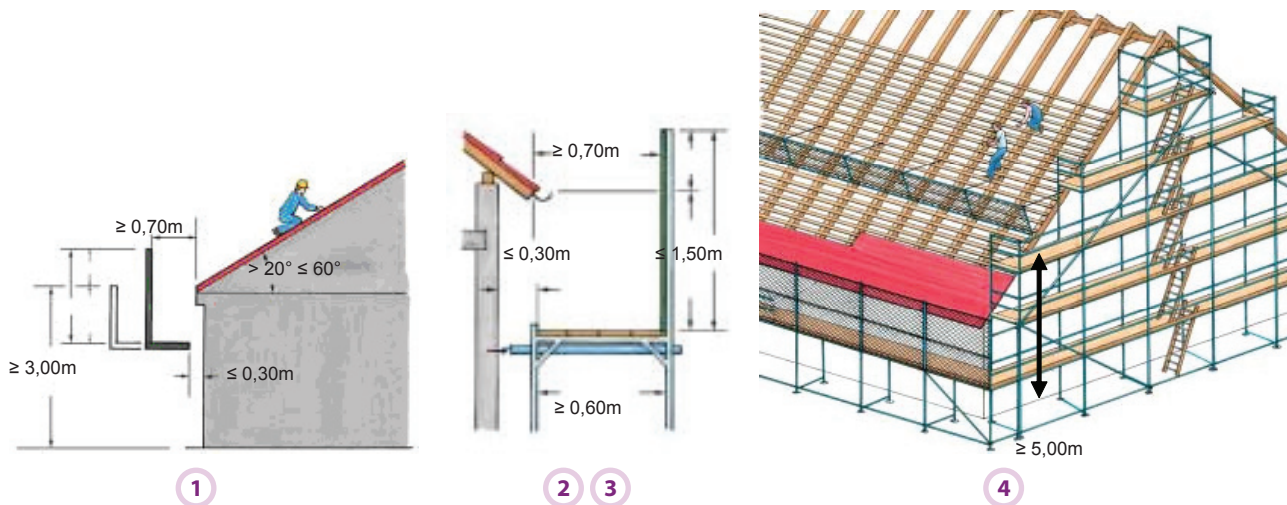 ≥ 0,70m
> 20° ≤ 60°
≥ 3,00m
≤ 0,30m
1
≥ 0,70m
≤ 0,30m
≤ 1,50m
≥ 0,60m
2 3
≥ 5,00m
4